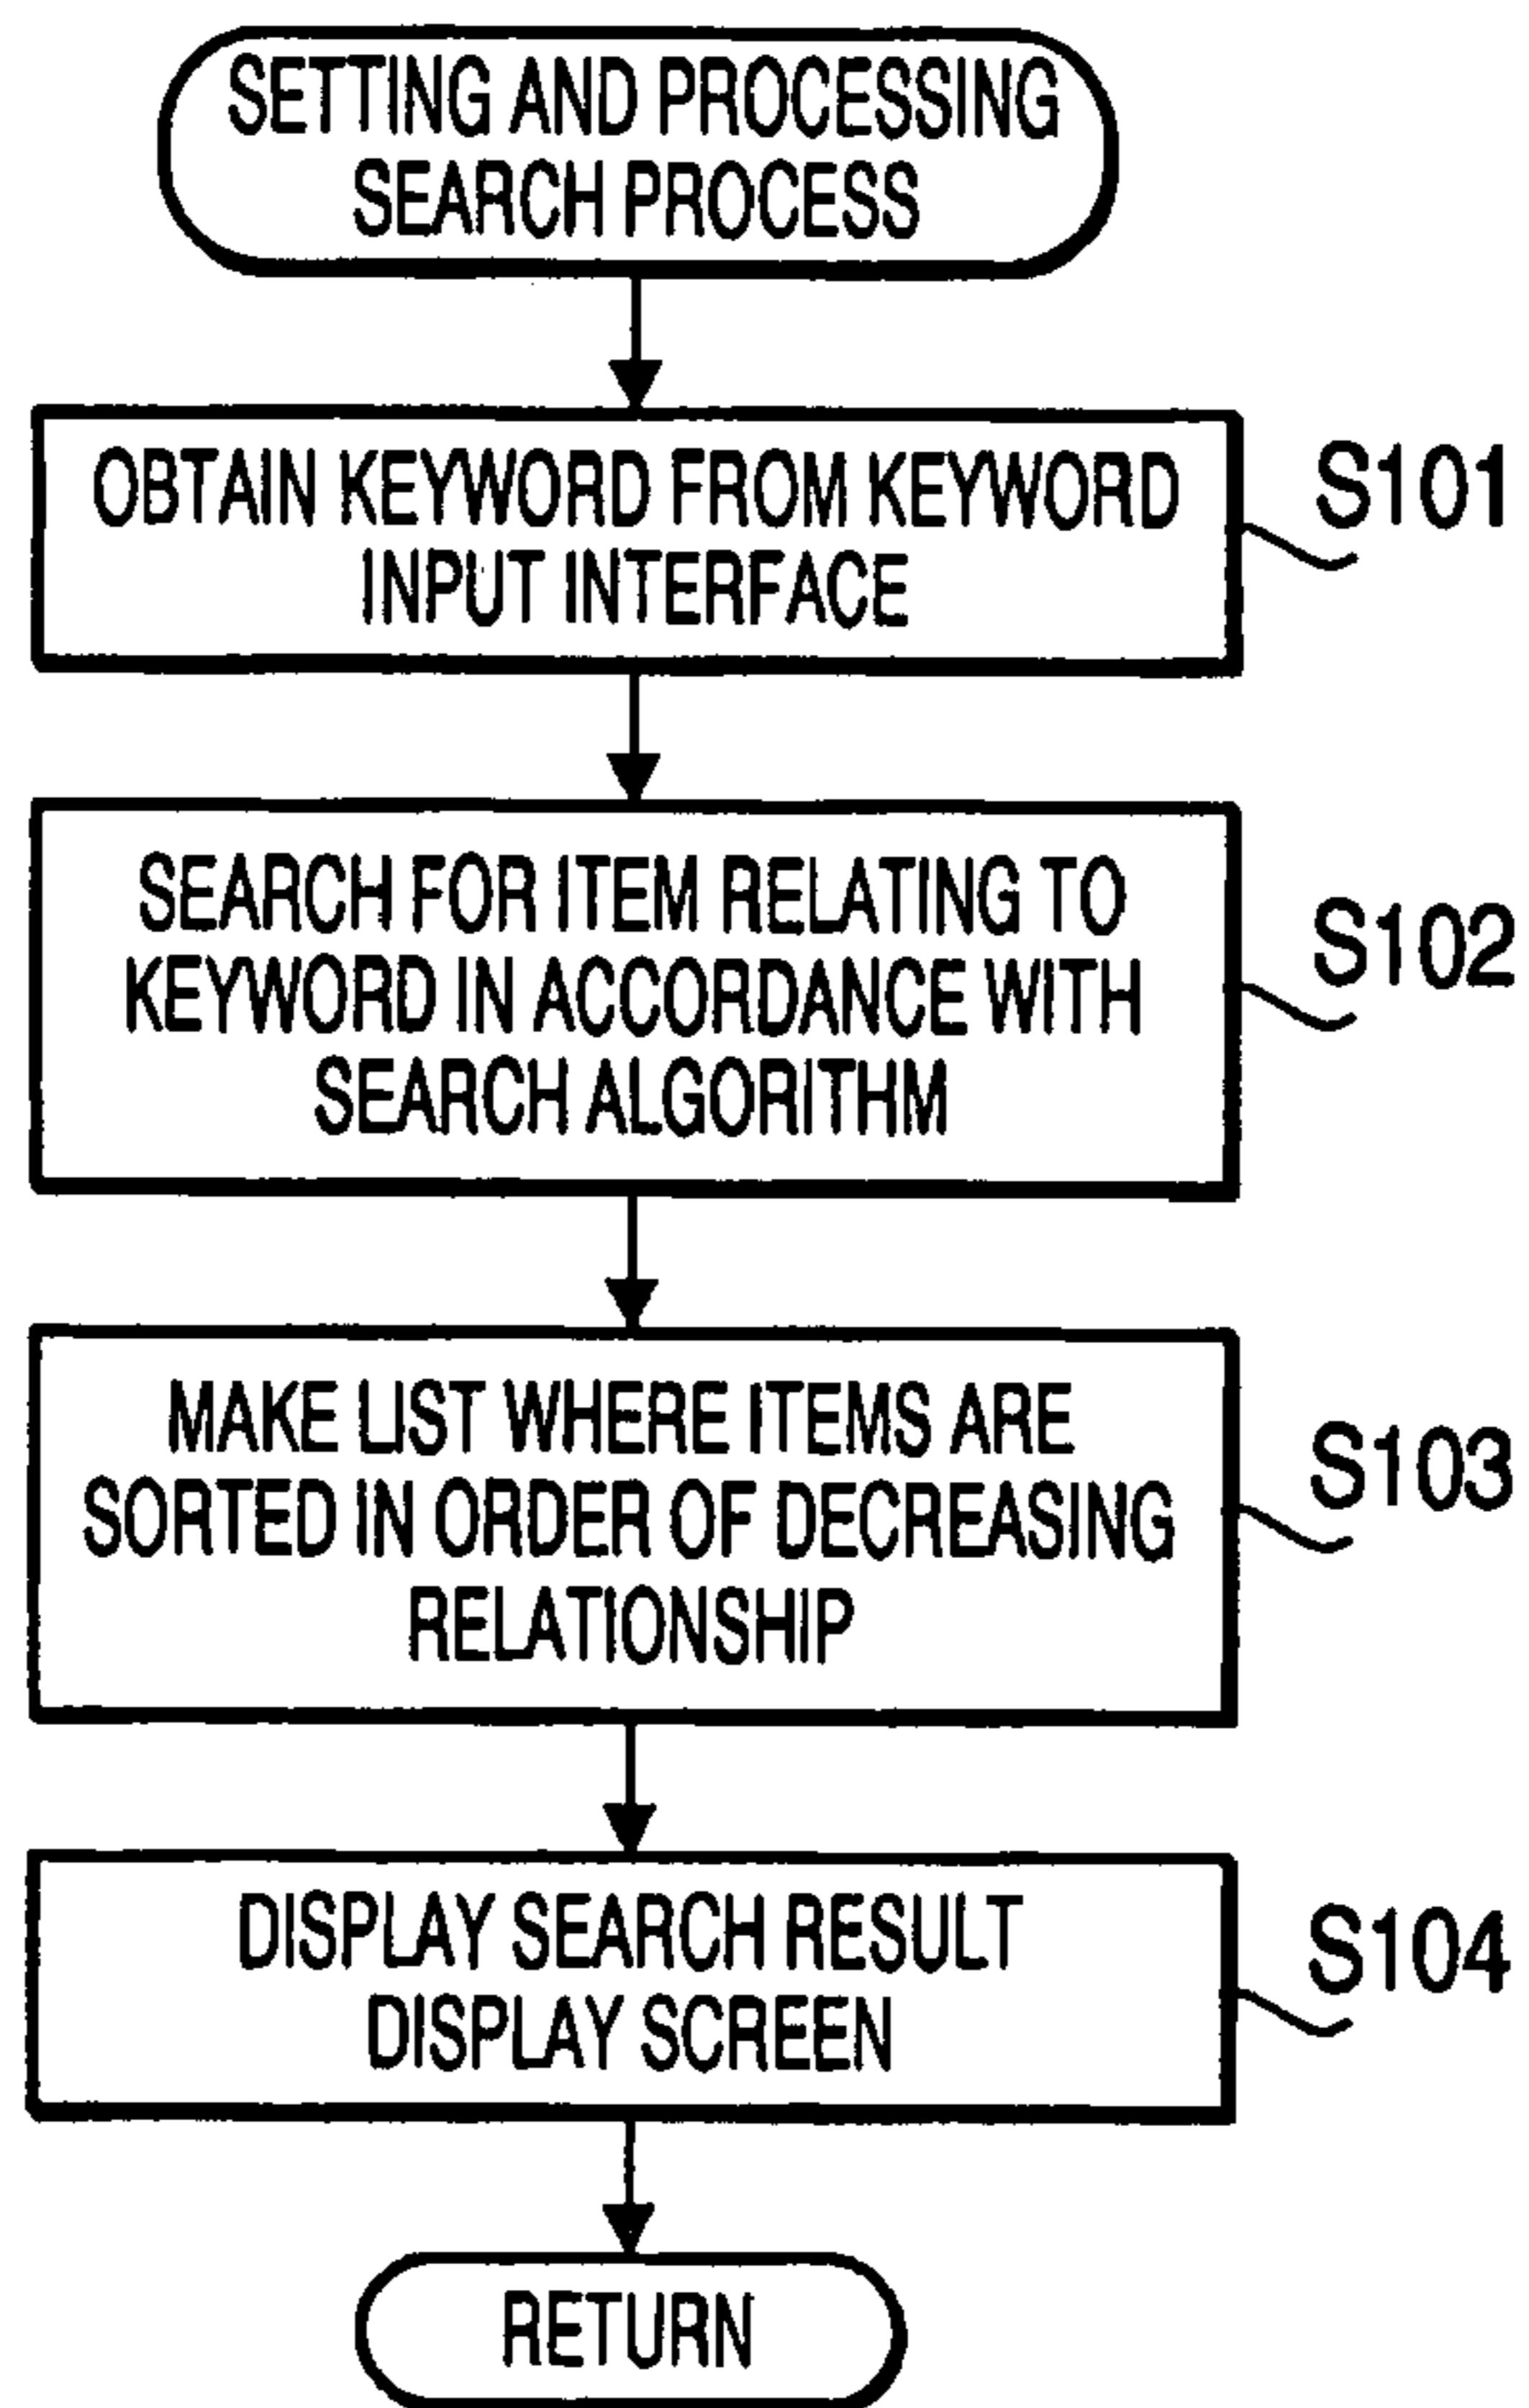 SETTING AND PROCESSING
SEARCH PROCESS
OBTAIN KEYWORD FROM KEYWORD
INPUT INTERFACE
S101
SEARCH FOR ITEM RELATING TO
KEYWORD IN ACCORDANCE WITH
SEARCH ALGORITHM
S102
MAKE LIST WHERE ITEMS ARE
SORTED IN ORDER OF DECREASING
RELATIONSHIP
S103
DISPLAY SEARCH RESULT
DISPLAY SCREEN
S104
RETURN